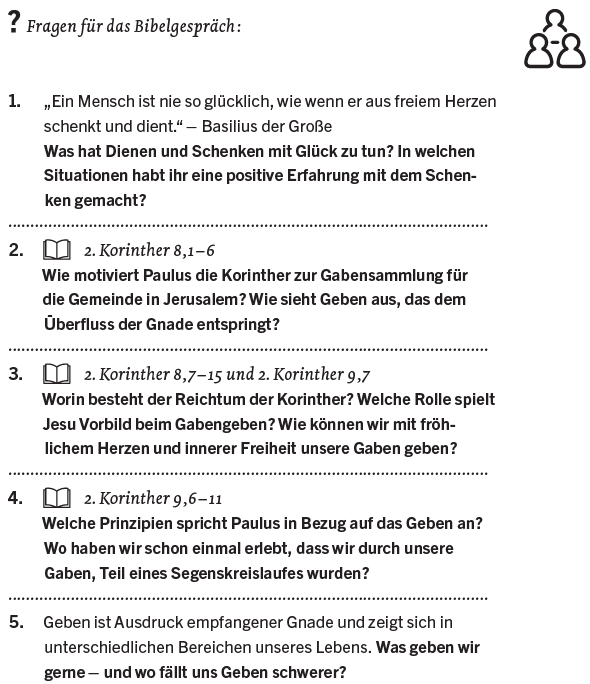 ? Fragen für das Bibelgespräch:
1. „Ein Mensch ist nie so glücklich, wie wenn er aus freiem Herzen
schenkt und dient.“ – Basilius der Große
Was hat Dienen und Schenken mit Glück zu tun? In welchen
Situationen habt ihr eine positive Erfahrung mit dem Schen-
ken gemacht?
2. 2. Korinther 8,1–6
Wie motiviert Paulus die Korinther zur Gabensammlung für
die Gemeinde in Jerusalem? Wie sieht Geben aus, das dem
Überfluss der Gnade entspringt?
3. 2. Korinther 8,7–15 und 2. Korinther 9,7
Worin besteht der Reichtum der Korinther? Welche Rolle spielt
Jesu Vorbild beim Gabengeben? Wie können wir mit fröh-
lichem Herzen und innerer Freiheit unsere Gaben geben?
4. 2. Korinther 9,6–11
Welche Prinzipien spricht Paulus in Bezug auf das Geben an?
Wo haben wir schon einmal erlebt, dass wir durch unsere
Gaben, Teil eines Segenskreislaufes wurden?
5. Geben ist Ausdruck empfangener Gnade und zeigt sich in
unterschiedlichen Bereichen unseres Lebens. Was geben wir
gerne – und wo fällt uns Geben schwerer?